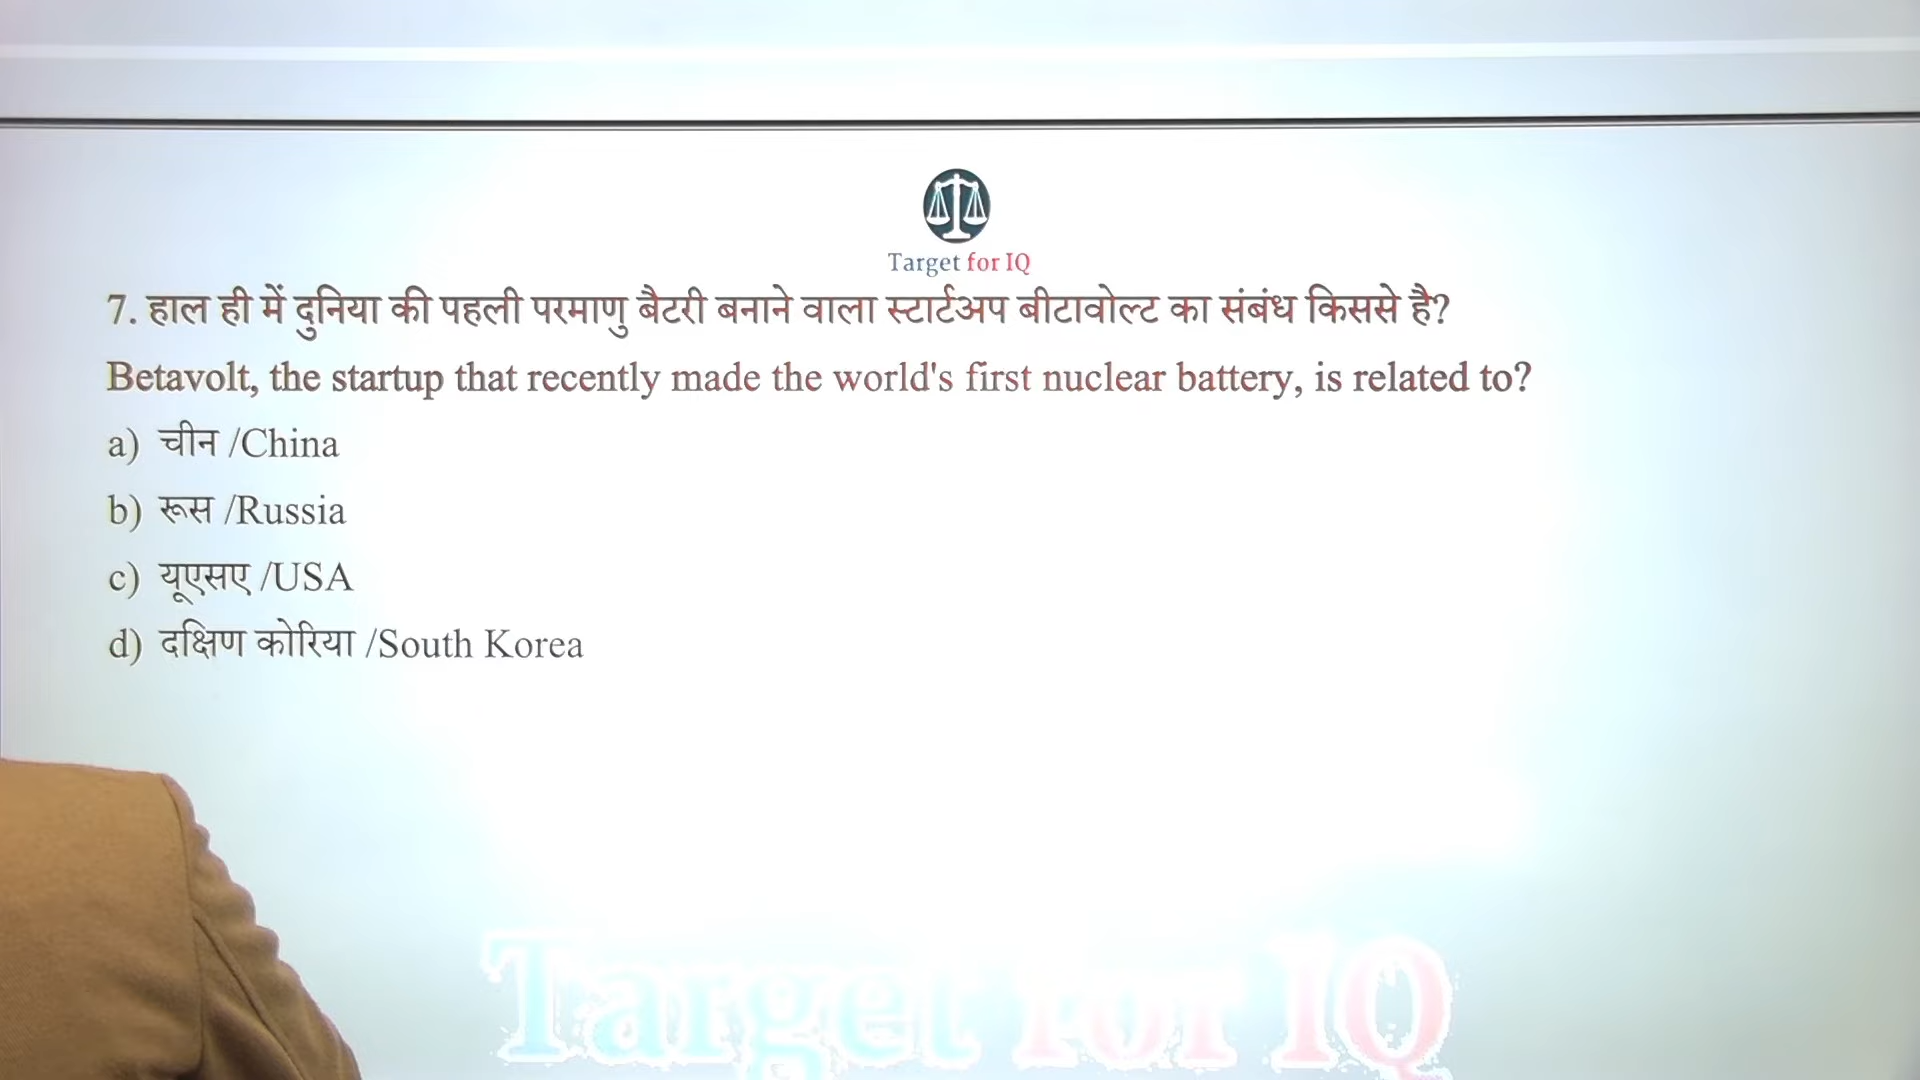 Target for IQ
7. हाल ही में दुनिया की पहली परमाणु बैटरी बनाने वाला स्टार्टअप बीटावोल्ट का संबंध किससे है?
Betavolt, the startup that recently made the world's first nuclear battery, is related to?
a) चीन /China
b) रूस /Russia
c) यूएसए /USA
d) दक्षिण कोरिया /South Korea
Target for IQ